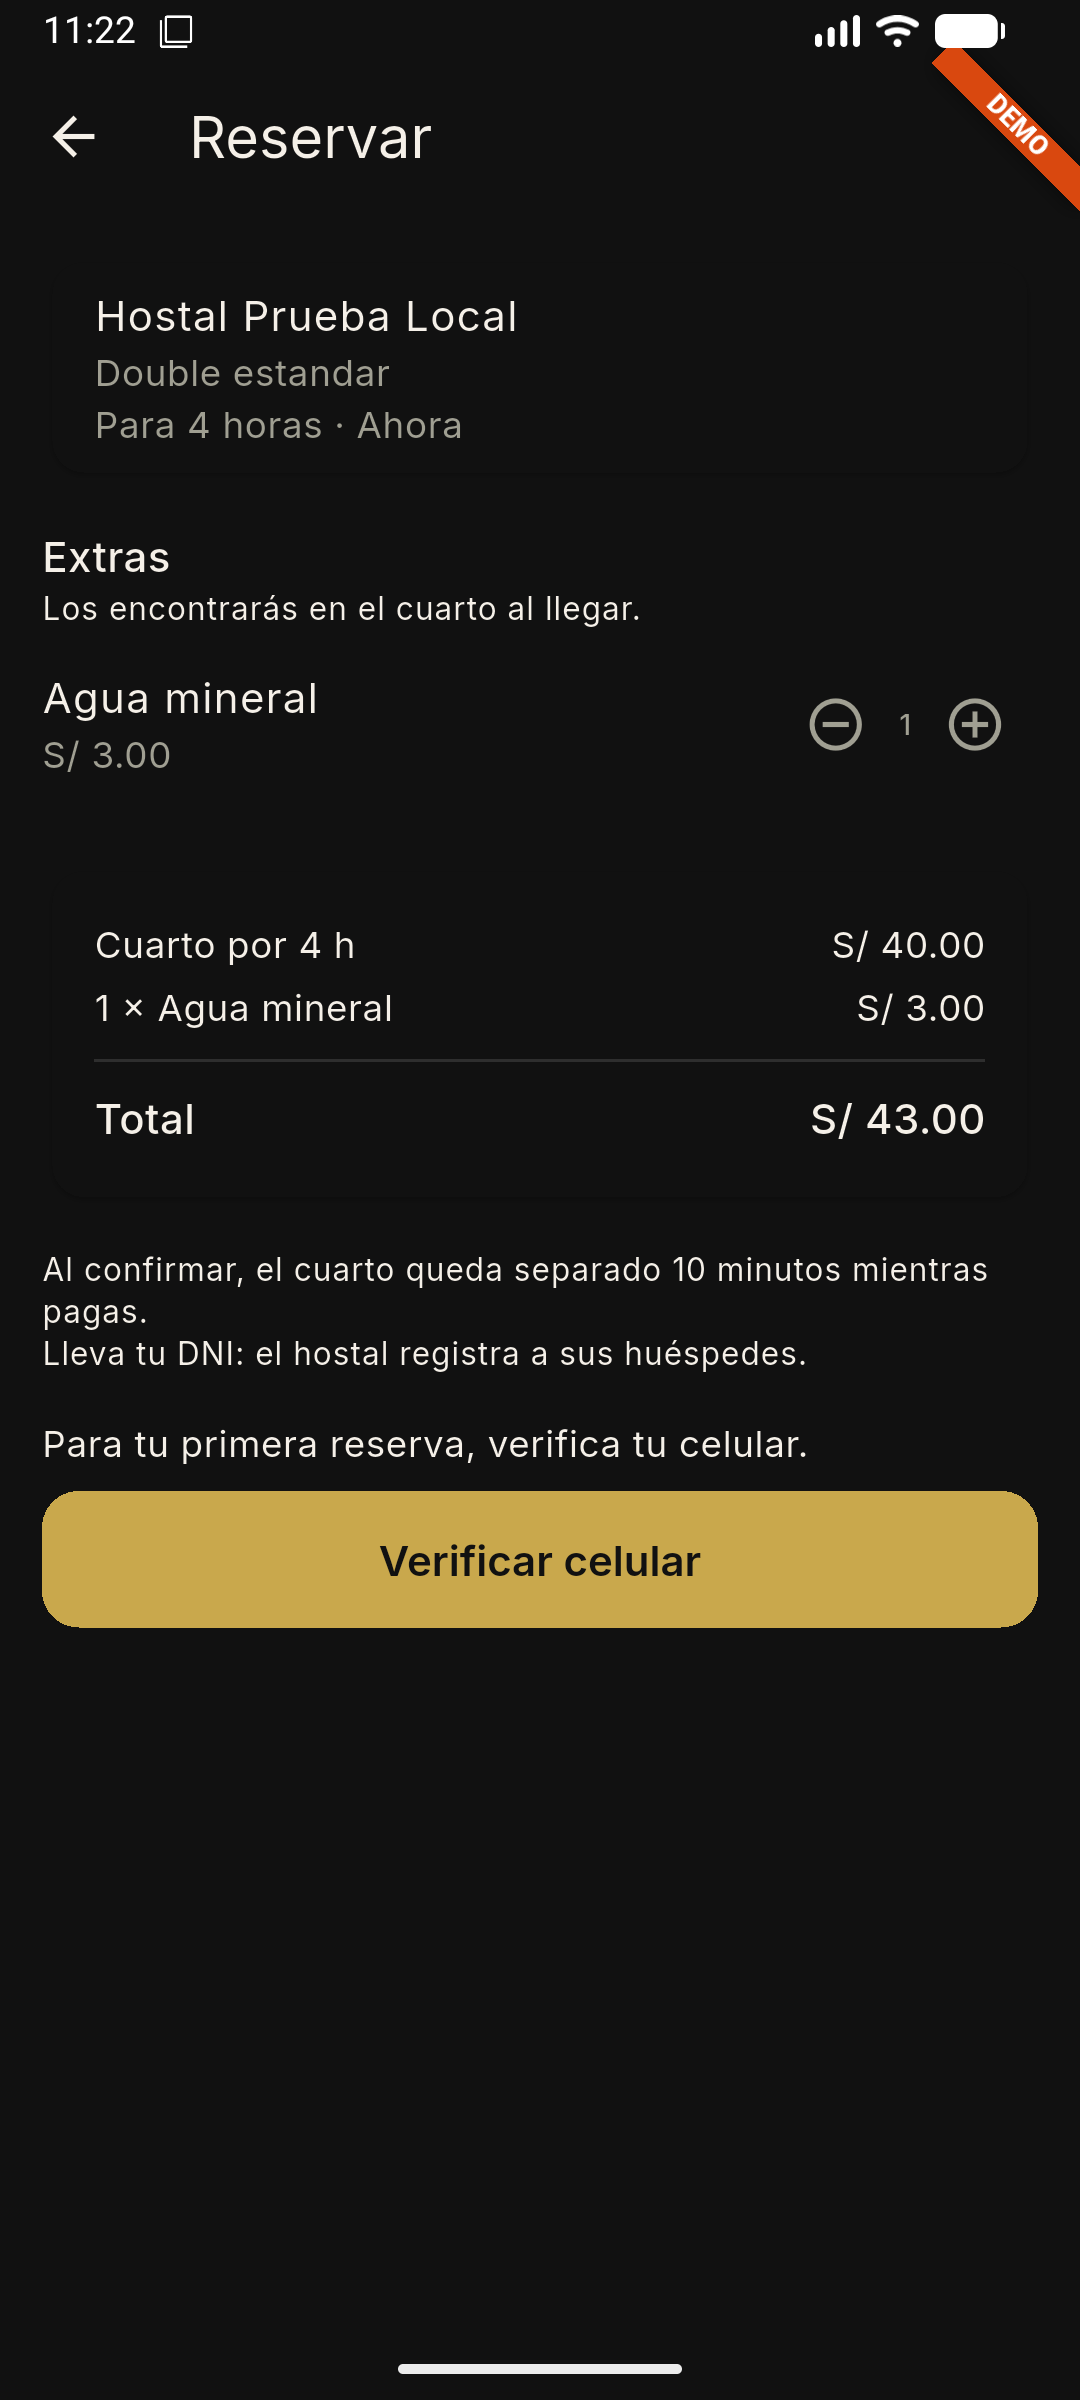 11:22
DEMO
Reservar
Hostal Prueba Local
Double estandar
Para 4 horas · Ahora
Extras
Los encontrarás en el cuarto al llegar.
Agua mineral
S/ 3.00
1
Cuarto por 4 h S/ 40.00
1 × Agua mineral S/ 3.00
Total S/ 43.00
Al confirmar, el cuarto queda separado 10 minutos mientras
pagas.
Lleva tu DNI: el hostal registra a sus huéspedes.
Para tu primera reserva, verifica tu celular.
Verificar celular